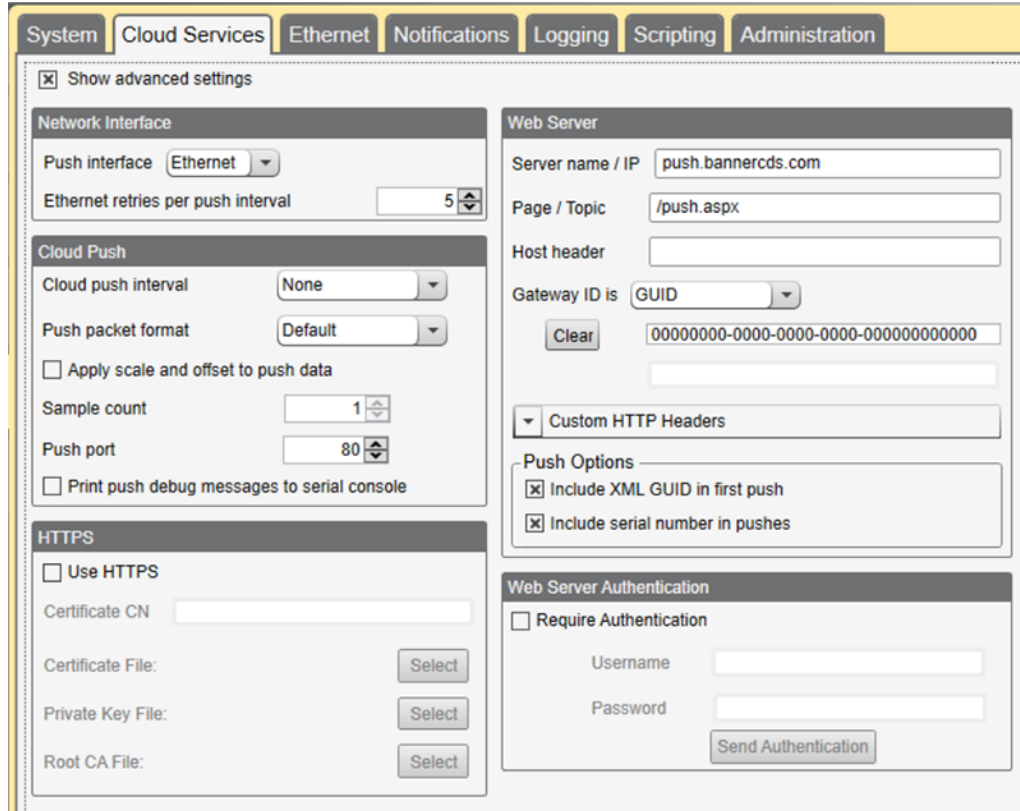 System Cloud Services Ethernet Notifications Logging Scripting Administration
Show advanced settings
Network Interface
Push interface Ethernet
Ethernet retries per push interval 5
Cloud Push
Cloud push interval None
Push packet format Default
Apply scale and offset to push data
Sample count 1
Push port 80
Print push debug messages to serial console
HTTPS
Use HTTPS
Certificate CN
Certificate File: Select
Private Key File: Select
Root CA File: Select
Web Server
Server name / IP push.bannercds.com
Page / Topic /push.aspx
Host header
Gateway ID is GUID
Clear 00000000-0000-0000-0000-000000000000
Custom HTTP Headers
Push Options
Include XML GUID in first push
Include serial number in pushes
Web Server Authentication
Require Authentication
Username
Password
Send Authentication